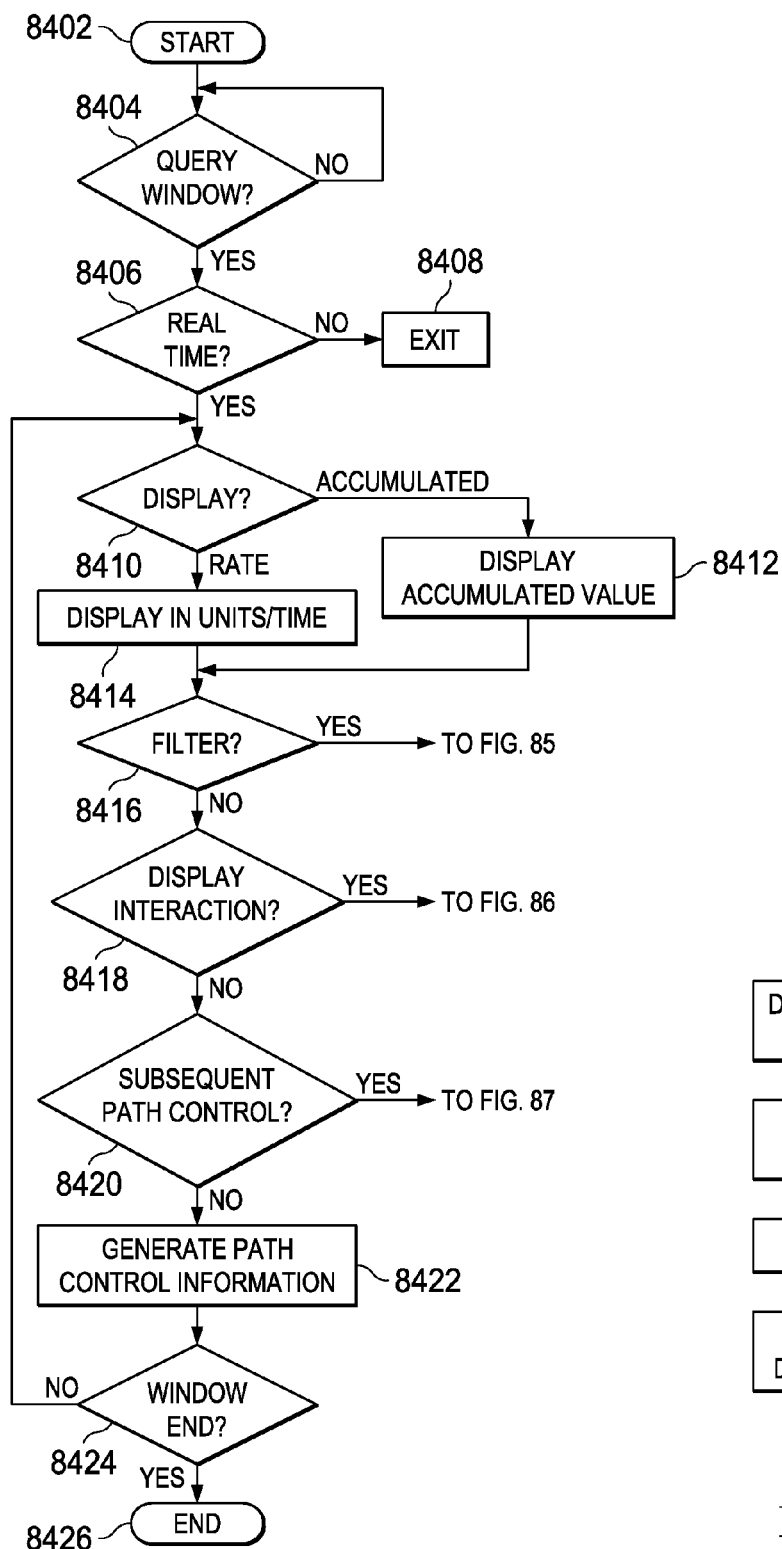 8402
START
8404
QUERY
WINDOW?
NO
YES
8406
REAL
TIME?
NO
8408
EXIT
YES
DISPLAY?
ACCUMULATED
8410
RATE
DISPLAY
ACCUMULATED VALUE
8412
DISPLAY IN UNITS/TIME
8414
FILTER?
YES
TO FIG. 85
8416
NO
DISPLAY
INTERACTION?
YES
TO FIG. 86
8418
NO
SUBSEQUENT
PATH CONTROL?
YES
TO FIG. 87
8420
NO
GENERATE PATH
CONTROL INFORMATION
8422
NO
WINDOW
END?
8424
YES
END
8426
D
D